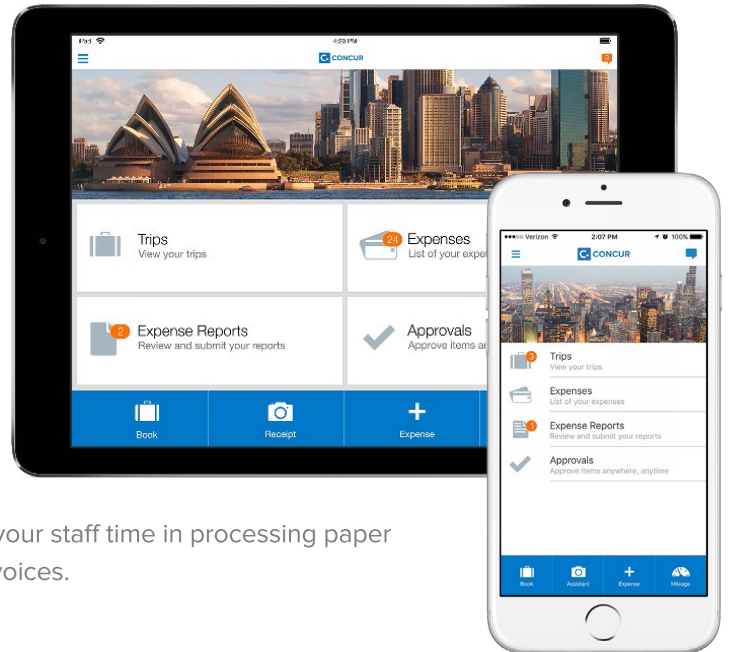 iPad
4:20 PM
CONCUR
3
Trips
View your trips
24
Expenses
List of your expe
2
Expense Reports
Review and submit your reports
Approvals
Approve items a
Book
Receipt
Expense
Verizon
2:07 PM
100%
CONCUR
3
Trips
View your trips
Expenses
List of your expenses
1
Expense Reports
Review and submit your reports
Approvals
Approve items anywhere, anytime
Book
Assistant
Expense
Mileage
your staff time in processing paper
voices.